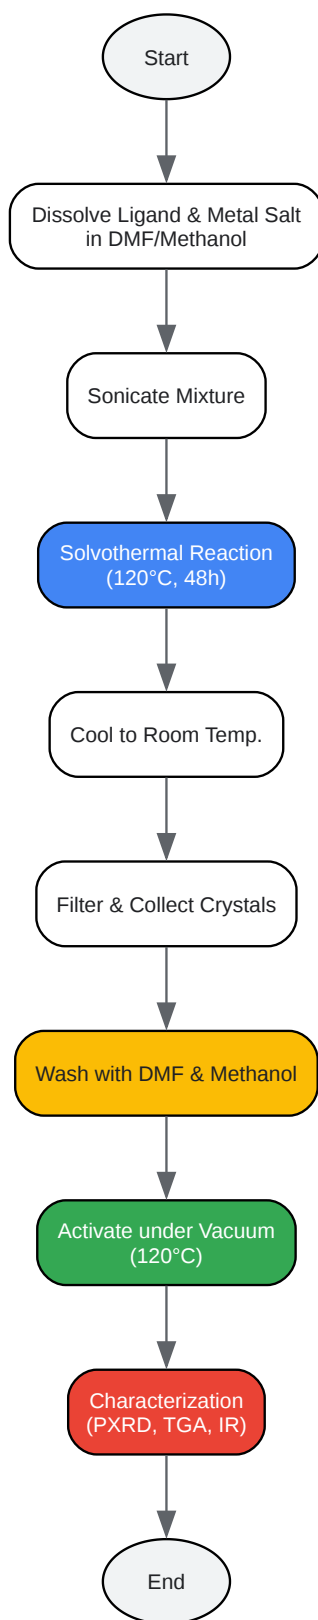 Start
Dissolve Ligand & Metal Salt
in DMF/Methanol
Sonicate Mixture
Solvothermal Reaction
(120°C, 48h)
Cool to Room Temp.
Filter & Collect Crystals
Wash with DMF & Methanol
Activate under Vacuum
(120°C)
Characterization
(PXRD, TGA, IR)
End